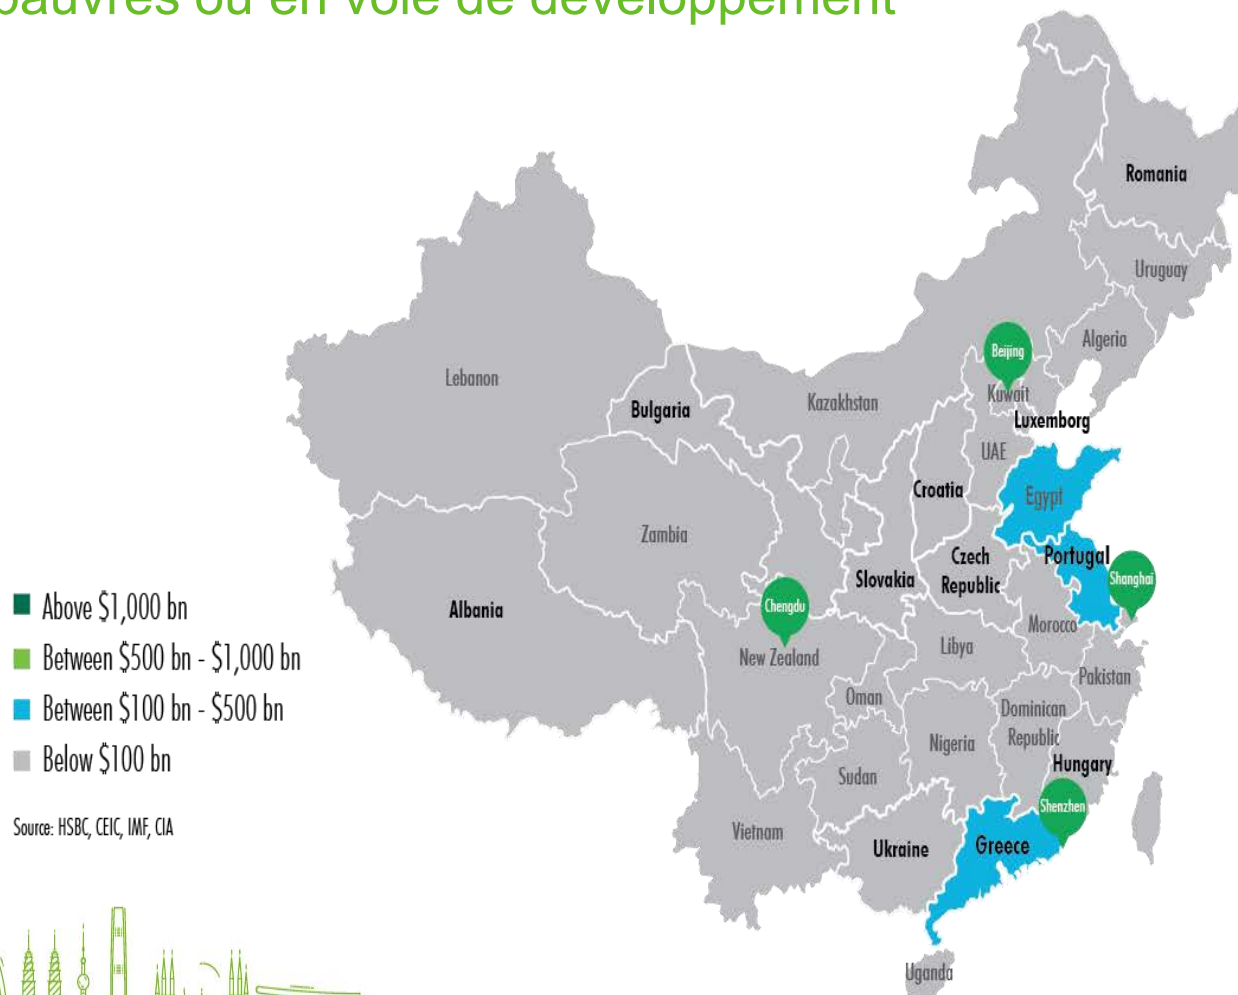 pauvres ou en voie de développement
Romania
Uruguay
Algeria
Beijing
Kuwait
Luxemborg
Lebanon
Bulgaria
Kazakhstan
UAE
Croatia
Egypt
Zambia
Czech
Republic
Portugal
Slovakia
Shanghai
Albania
Chengdu
Morocco
New Zealand
Libya
Pakistan
Oman
Dominican
Republic
Nigeria
Hungary
Sudan
Shenzhen
Vietnam
Ukraine
Greece
Uganda
Above $1,000 bn
Between $500 bn - $1,000 bn
Between $100 bn - $500 bn
Below $100 bn
Source: HSBC, CEIC, IMF, CIA